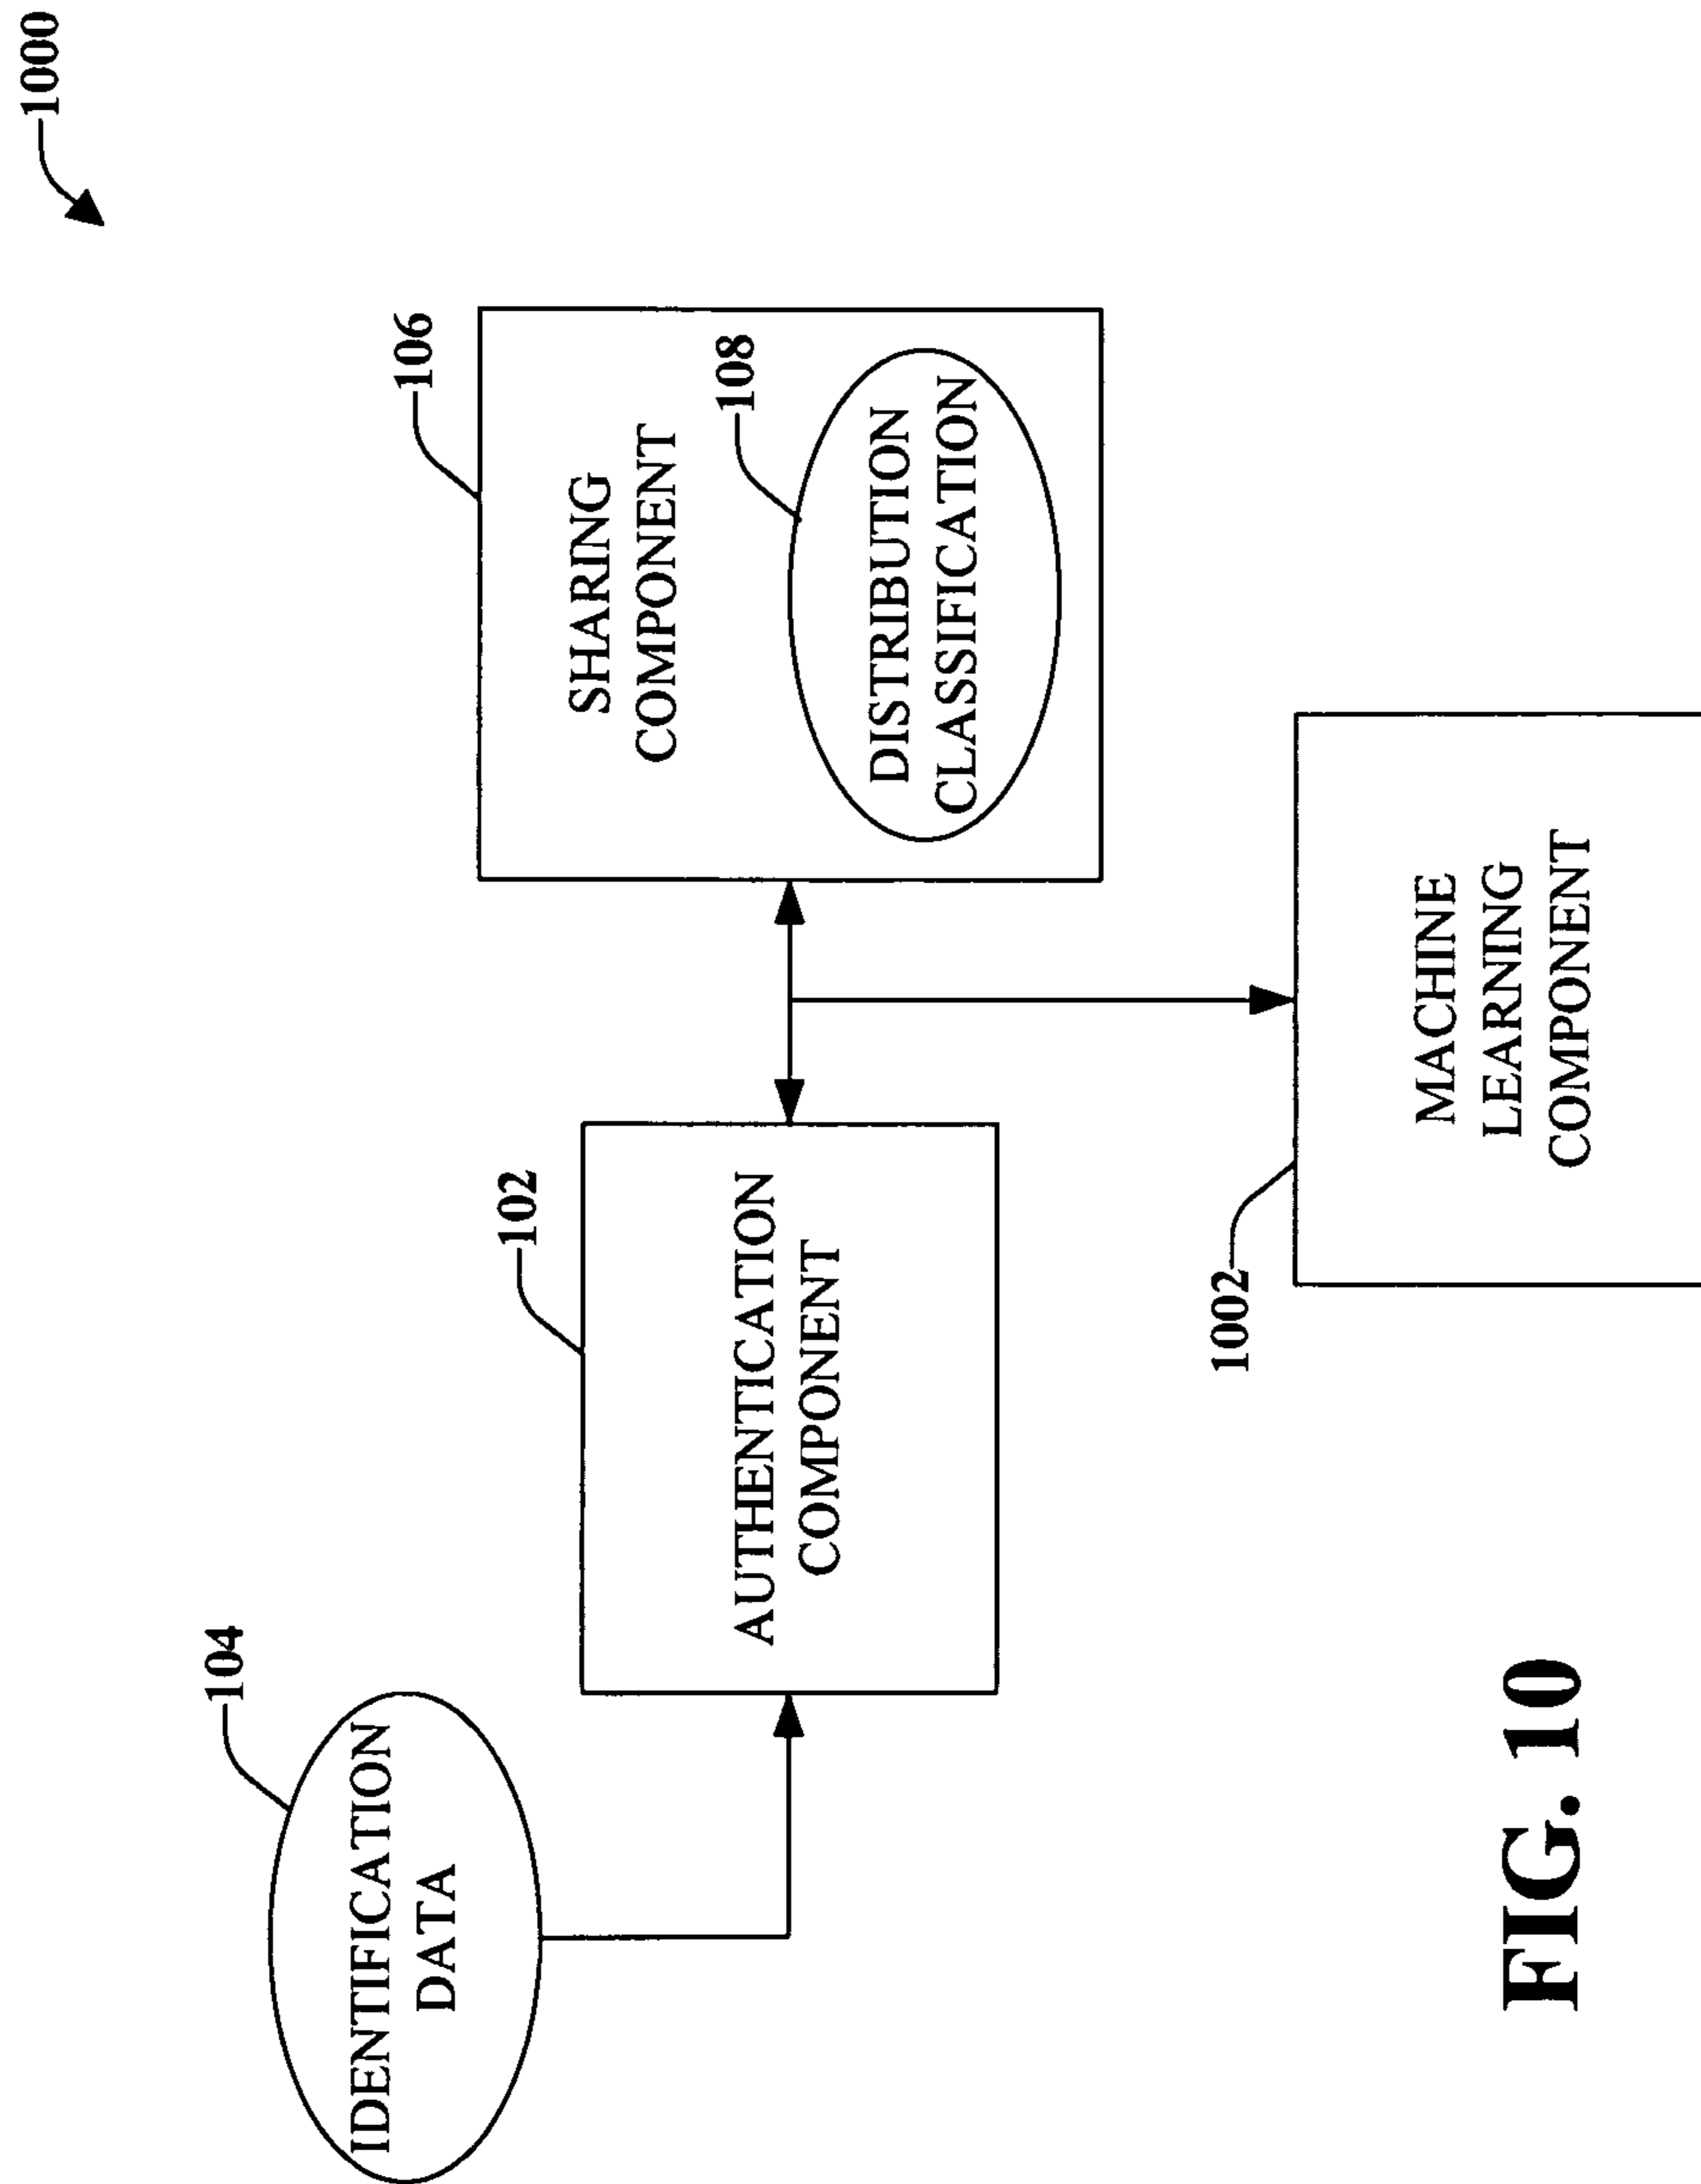 1000
104
IDENTIFICATION
DATA
102
AUTHENTICATION
COMPONENT
106
SHARING
COMPONENT
108
DISTRIBUTION
CLASSIFICATION
1002
MACHINE
LEARNING
COMPONENT
FIG. 10